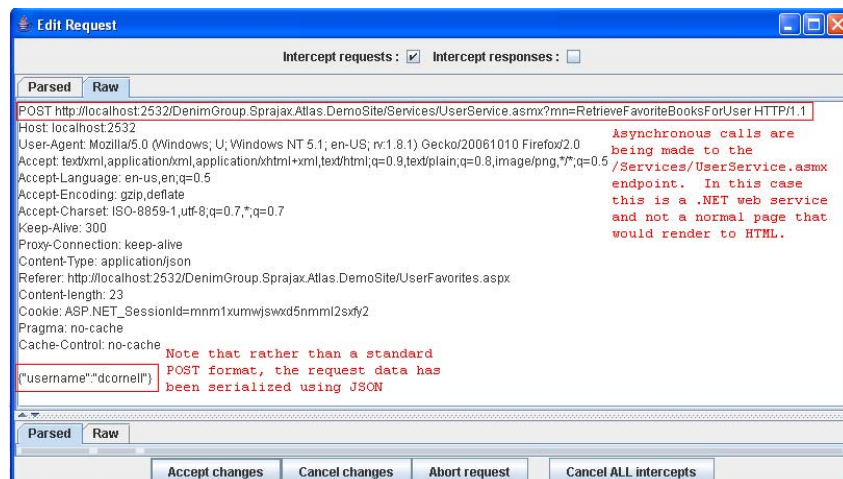 Edit Request
Intercept requests : Intercept responses :
Parsed Raw
POST http://localhost:2532/DenimGroup.Sprajax.Atlas.DemoSite/Services/UserService.asmx?mn=RetrieveFavoriteBooksForUser HTTP/1.1
Host: localhost:2532
User-Agent: Mozilla/5.0 (Windows; U; Windows NT 5.1; en-US; rv:1.8.1) Gecko/20061010 Firefox/2.0
Accept: text/xml,application/xml,application/xhtml+xml,text/html;q=0.9,text/plain;q=0.8,image/png,*/*;q=0.5
Accept-Language: en-us,en;q=0.5
Accept-Encoding: gzip,deflate
Accept-Charset: ISO-8859-1,utf-8;q=0.7,*;q=0.7
Keep-Alive: 300
Proxy-Connection: keep-alive
Content-Type: application/json
Referer: http://localhost:2532/DenimGroup.Sprajax.Atlas.DemoSite/UserFavorites.aspx
Content-length: 23
Cookie: ASP.NET_SessionId=mnm1xumwjswxd5nmml2sxfy2
Pragma: no-cache
Cache-Control: no-cache
{"username":"dcornell"}
Asynchronous calls are
being made to the
/Services/UserService.asmx
endpoint. In this case
this is a .NET web service
and not a normal page that
would render to HTML.
Note that rather than a standard
POST format, the request data has
been serialized using JSON
Parsed Raw
Accept changes Cancel changes Abort request Cancel ALL intercepts